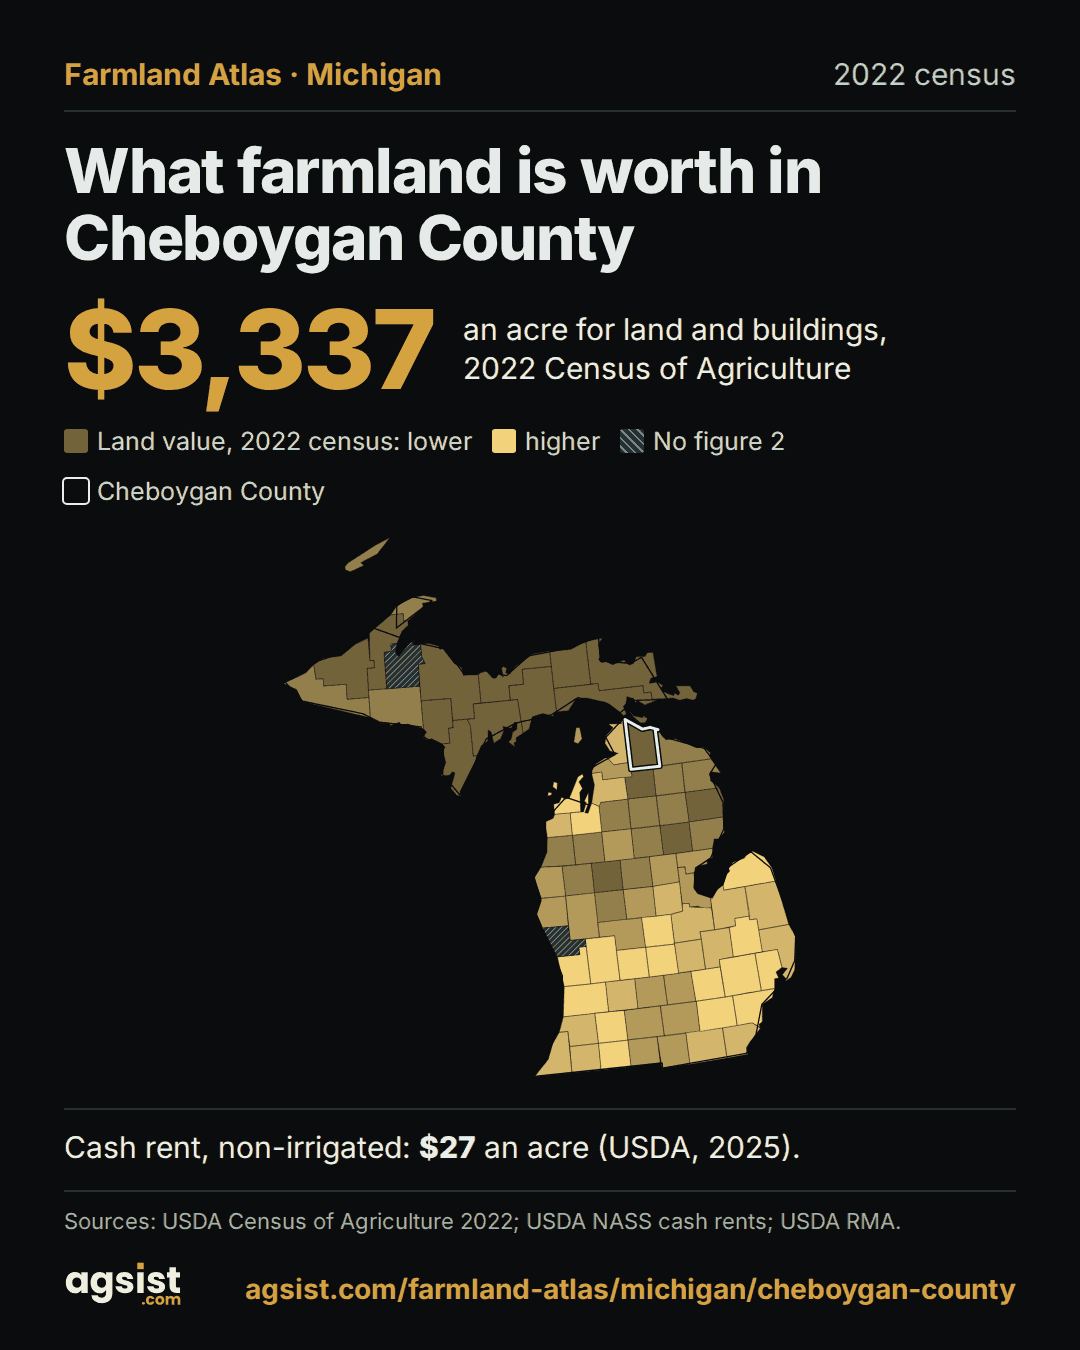 Farmland Atlas · Michigan
2022 census
What farmland is worth in
Cheboygan County
$3,337
an acre for land and buildings,
2022 Census of Agriculture
Land value, 2022 census: lower
higher
No figure 2
Cheboygan County
Cash rent, non-irrigated: $27 an acre (USDA, 2025).
Sources: USDA Census of Agriculture 2022; USDA NASS cash rents; USDA RMA.
agsist
.com
agsist.com/farmland-atlas/michigan/cheboygan-county